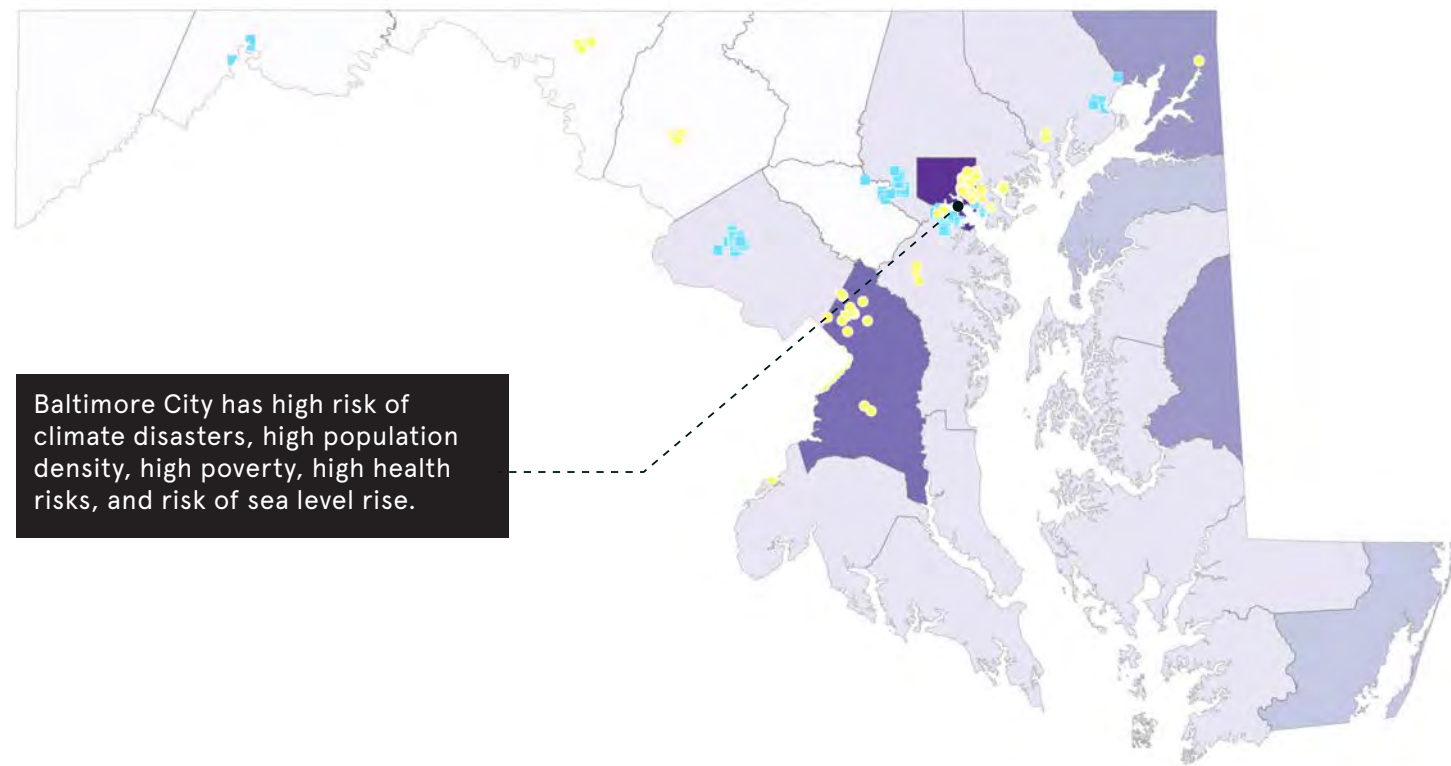 Baltimore City has high risk of
climate disasters, high population
density, high poverty, high health
risks, and risk of sea level rise.